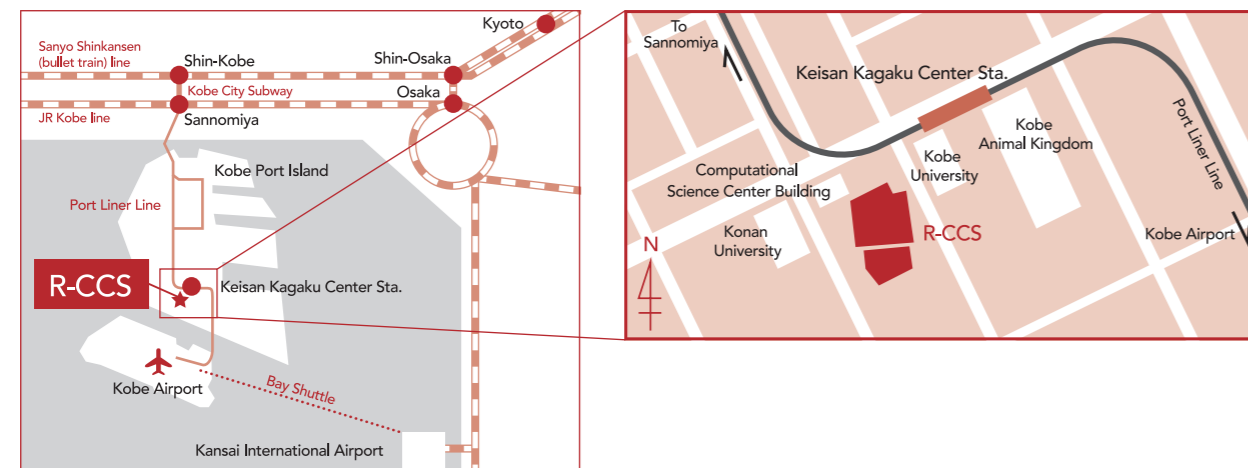 Kyoto
Sanyo Shinkansen
(bullet train) line
Shin-Kobe
Shin-Osaka
Kobe City Subway
Osaka
JR Kobe line
Sannomiya
Kobe Port Island
Port Liner Line
R-CCS
Keisan Kagaku Center Sta.
Kobe Airport
Bay Shuttle
Kansai International Airport
To
Sannomiya
Keisan Kagaku Center Sta.
Kobe
Animal Kingdom
Port Liner Line
Kobe
University
Computational
Science Center Building
Konan
University
R-CCS
Kobe Airport
N